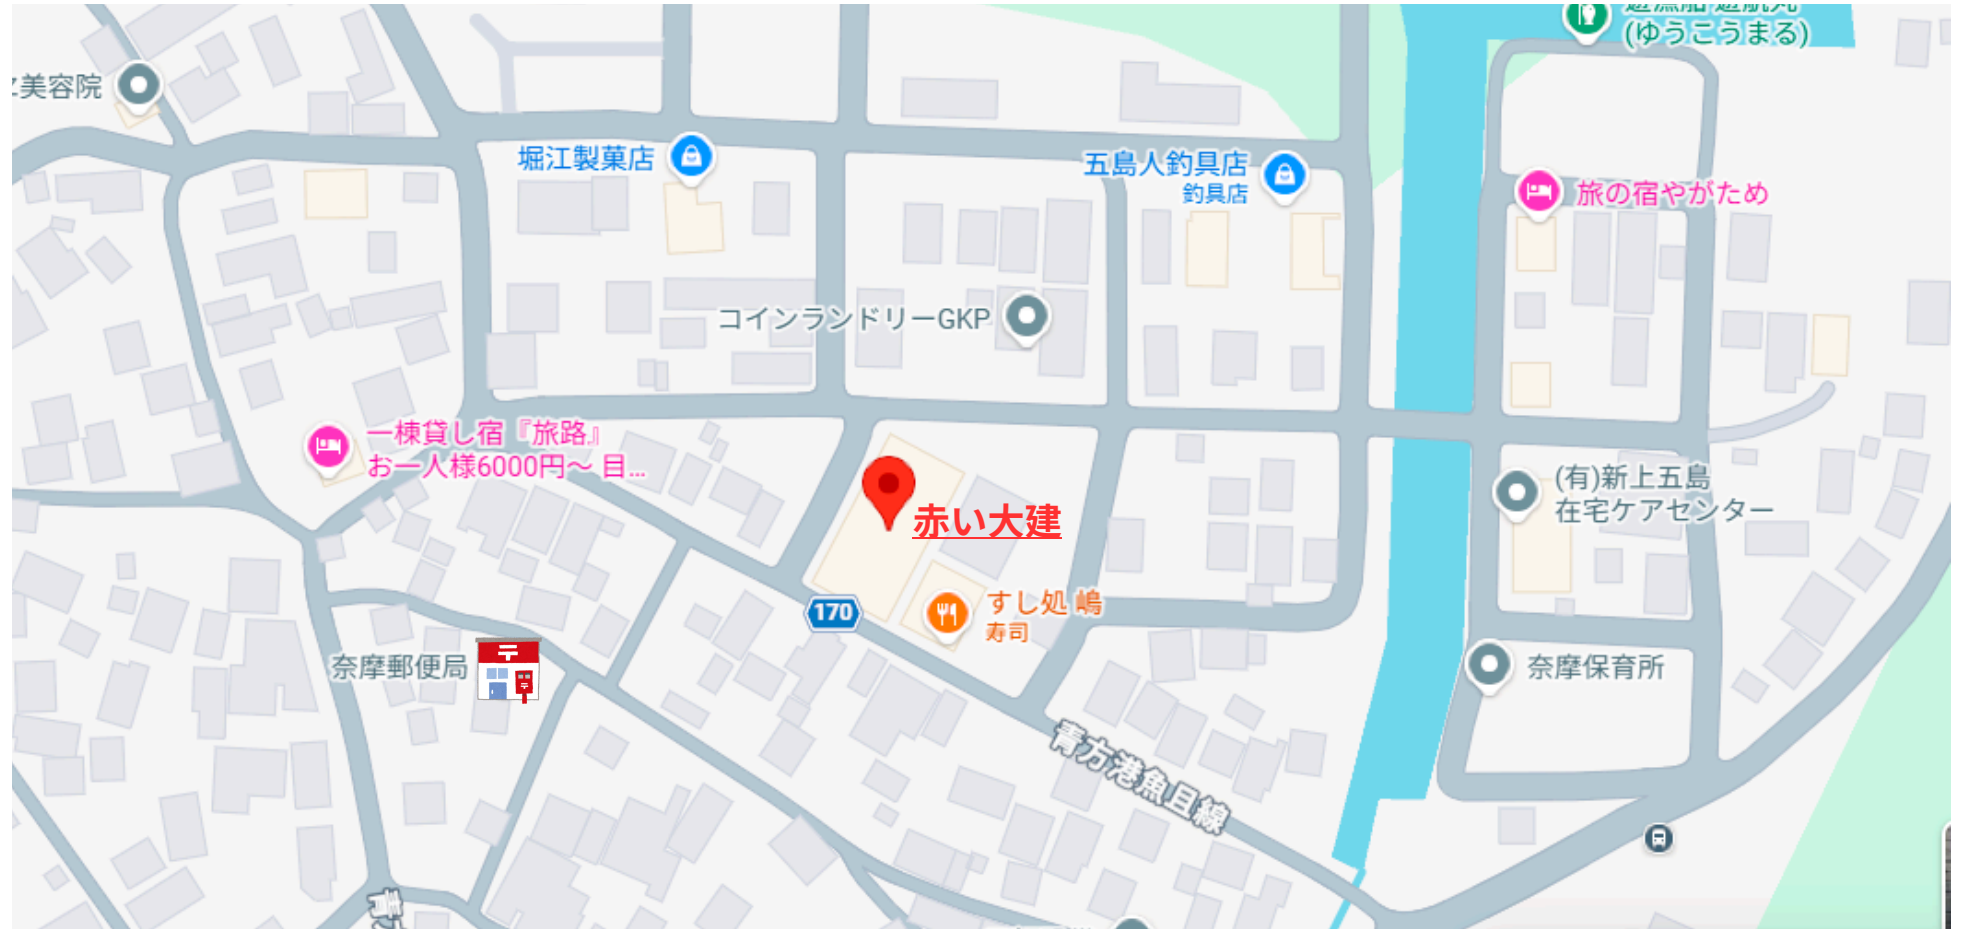 (ゆうこうまる)
美容院
堀江製菓店
五島人釣具店
釣具店
旅の宿やがため
コインランドリーGKP
一棟貸し宿『旅路』
お一人様6000円～ 目...
(有)新上五島
在宅ケアセンター
赤い大建
170
すし処 嶋
寿司
奈摩郵便局
奈摩保育所
青方港魚目線